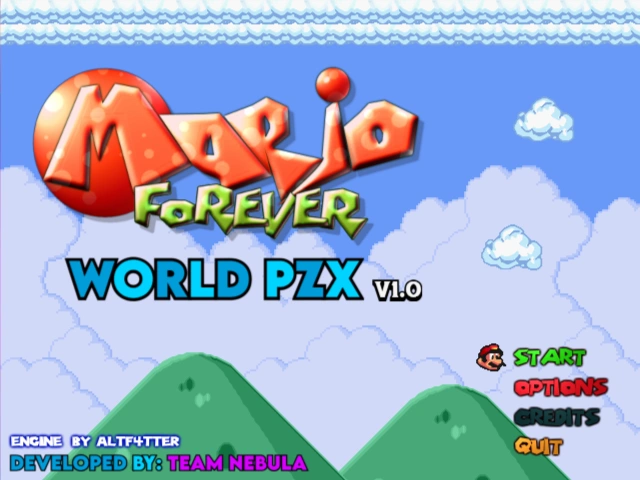 Mario
FOREVER
WORLD PZX V1.0
START
OPTIONS
CREDITS
QUIT
ENGINE BY ALTF4TTER
DEVELOPED BY: TEAM NEBULA